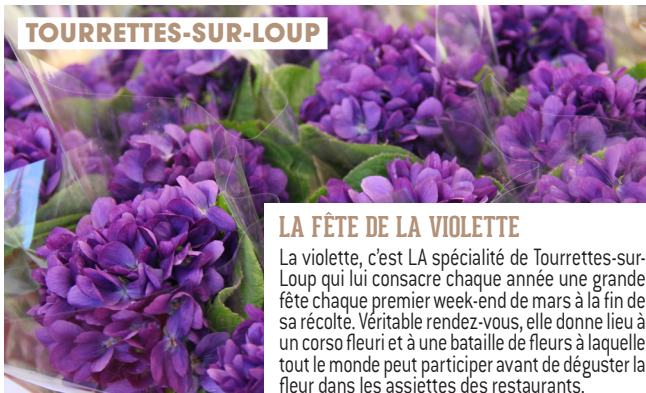 TOURRETTES-SUR-LOUP
LA FÊTE DE LA VIOLETTE
La violette, c’est LA spécialité de Tourrettes-sur-
Loup qui lui consacre chaque année une grande
fête chaque premier week-end de mars à la fin de
sa récolte. Véritable rendez-vous, elle donne lieu à
un corso fleuri et à une bataille de fleurs à laquelle
tout le monde peut participer avant de déguster la
fleur dans les assiettes des restaurants.